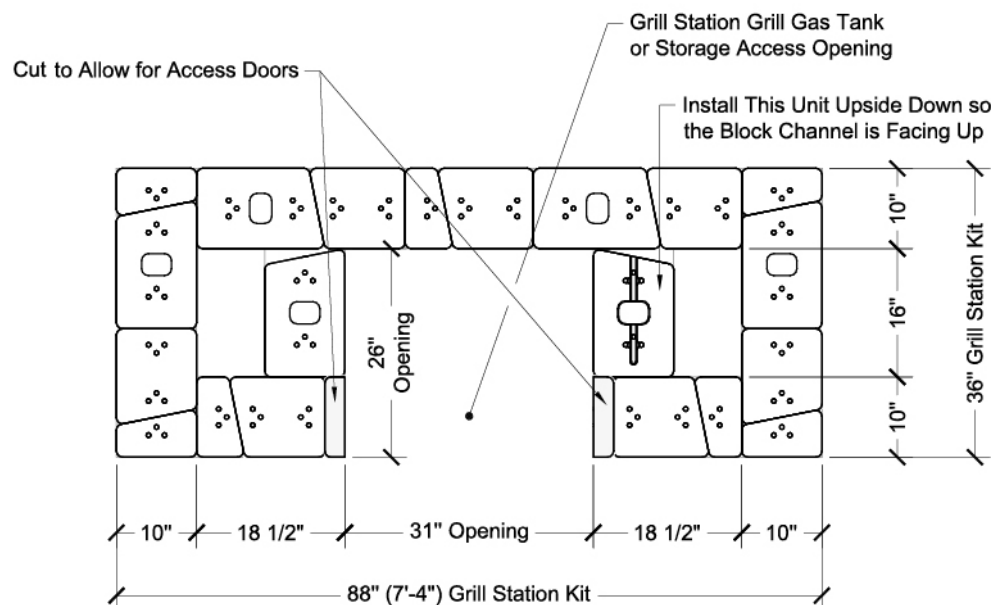 Grill Station Grill Gas Tank
or Storage Access Opening
Cut to Allow for Access Doors
Install This Unit Upside Down so
the Block Channel is Facing Up
10"
16"
10"
36" Grill Station Kit
26"
Opening
10"
18 1/2"
31" Opening
18 1/2"
10"
88" (7'-4") Grill Station Kit